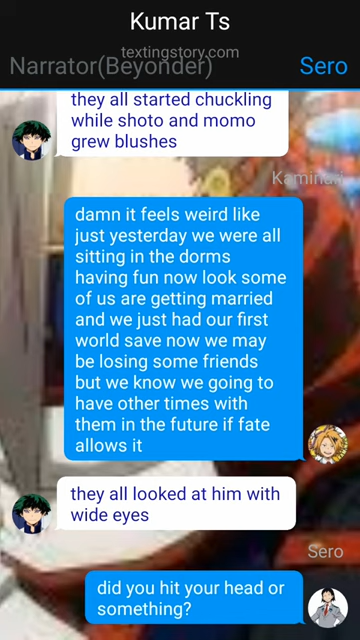 Kumar Ts
textingstory.com
Narrator(Beyonder)
Sero
they all started chuckling
while shoto and momo
grew blushes
Kaminari
damn it feels weird like
just yesterday we were all
sitting in the dorms
having fun now look some
of us are getting married
and we just had our first
world save now we may
be losing some friends
but we know we going to
have other times with
them in the future if fate
allows it
they all looked at him with
wide eyes
Sero
did you hit your head or
something?